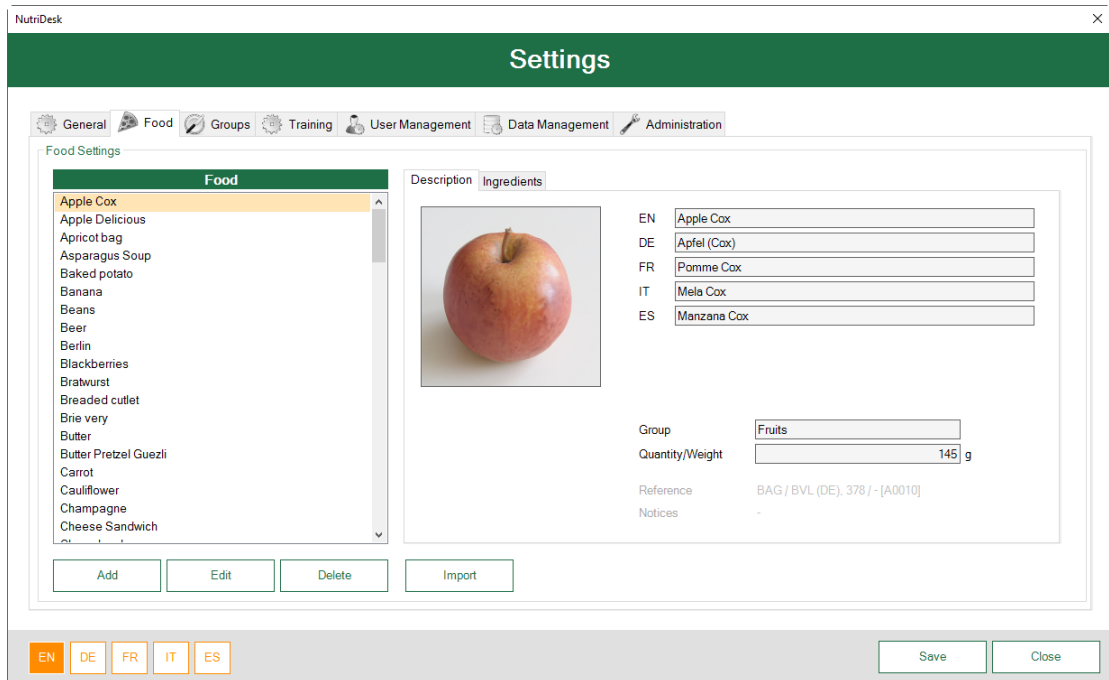 NutriDesk
Settings
General Food Groups Training User Management Data Management Administration
Food Settings
Food
Apple Cox
Apple Delicious
Apricot bag
Asparagus Soup
Baked potato
Banana
Beans
Beer
Berlin
Blackberries
Bratwurst
Breaded cutlet
Brie very
Butter
Butter Pretzel Guezli
Carrot
Cauliflower
Champagne
Cheese Sandwich
Description Ingredients
EN Apple Cox
DE Apfel (Cox)
FR Pomme Cox
IT Mela Cox
ES Manzana Cox
Group Fruits
Quantity/Weight 145 g
Reference BAG / BVL (DE), 378 / - [A0010]
Notices -
Add Edit Delete Import
EN DE FR IT ES Save Close